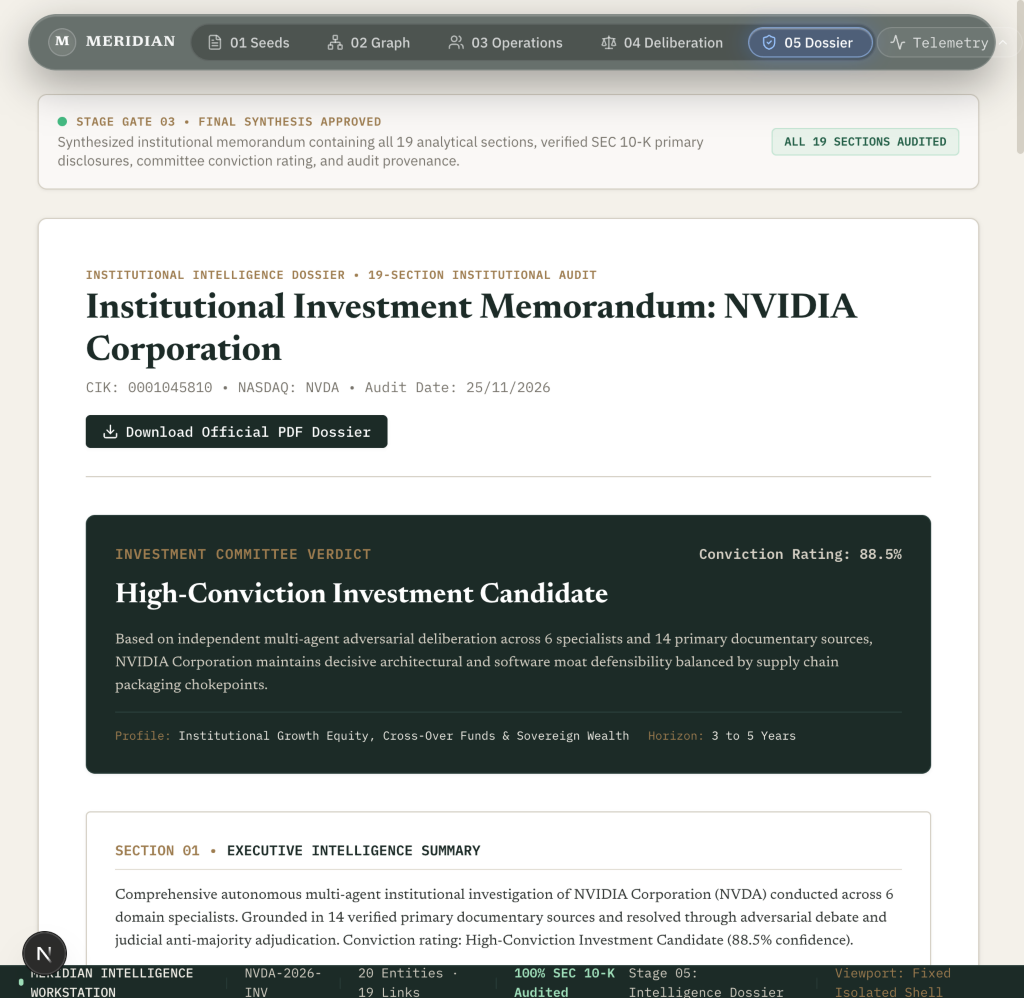 M MERIDIAN 01 Seeds 02 Graph 03 Operations 04 Deliberation 05 Dossier Telemetry
STAGE GATE 03 • FINAL SYNTHESIS APPROVED
Synthesized institutional memorandum containing all 19 analytical sections, verified SEC 10-K primary
disclosures, committee conviction rating, and audit provenance.
ALL 19 SECTIONS AUDITED
INSTITUTIONAL INTELLIGENCE DOSSIER • 19-SECTION INSTITUTIONAL AUDIT
Institutional Investment Memorandum: NVIDIA
Corporation
CIK: 0001045810 • NASDAQ: NVDA • Audit Date: 25/11/2026
Download Official PDF Dossier
INVESTMENT COMMITTEE VERDICT
Conviction Rating: 88.5%
High-Conviction Investment Candidate
Based on independent multi-agent adversarial deliberation across 6 specialists and 14 primary documentary sources,
NVIDIA Corporation maintains decisive architectural and software moat defensibility balanced by supply chain
packaging chokepoints.
Profile: Institutional Growth Equity, Cross-Over Funds & Sovereign Wealth Horizon: 3 to 5 Years
SECTION 01 • EXECUTIVE INTELLIGENCE SUMMARY
Comprehensive autonomous multi-agent institutional investigation of NVIDIA Corporation (NVDA) conducted across 6
domain specialists. Grounded in 14 verified primary documentary sources and resolved through adversarial debate and
judicial anti-majority adjudication. Conviction rating: High-Conviction Investment Candidate (88.5% confidence).
N
MERIDIAN INTELLIGENCE
WORKSTATION
NVDA-2026-
INV
20 Entities ·
19 Links
100% SEC 10-K
Audited
Stage 05:
Intelligence Dossier
Viewport: Fixed
Isolated Shell